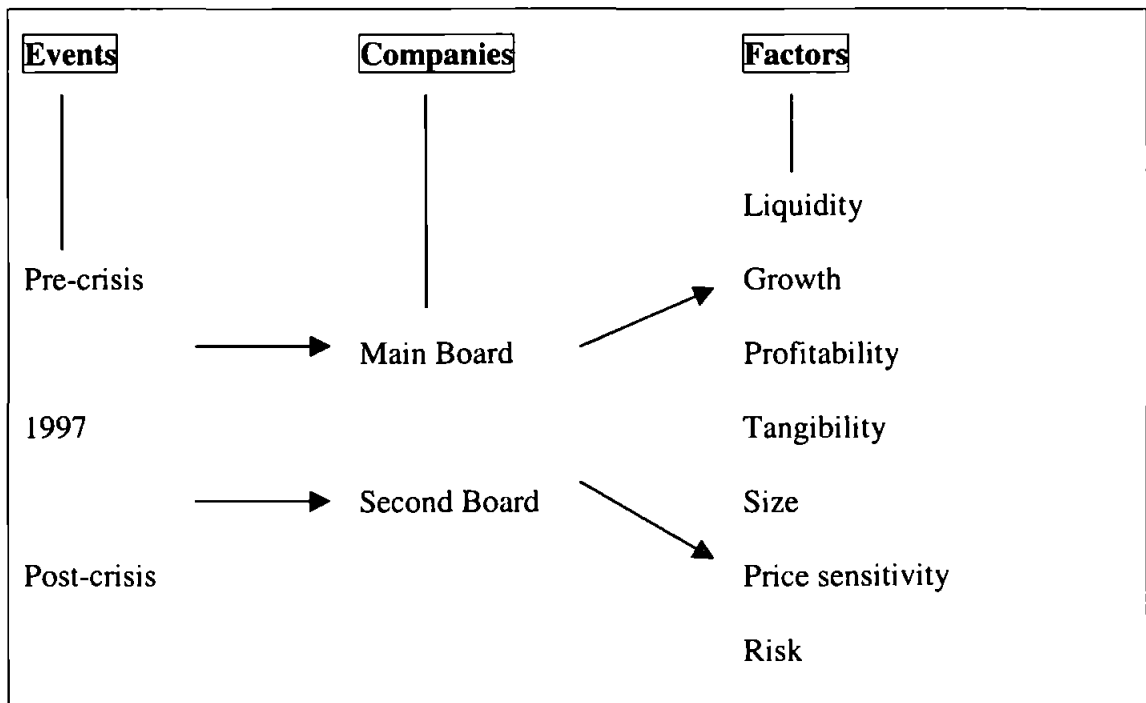 Events Companies Factors
Liquidity
Pre-crisis Growth
Main Board Profitability
1997 Tangibility
Second Board Size
Post-crisis Price sensitivity
Risk